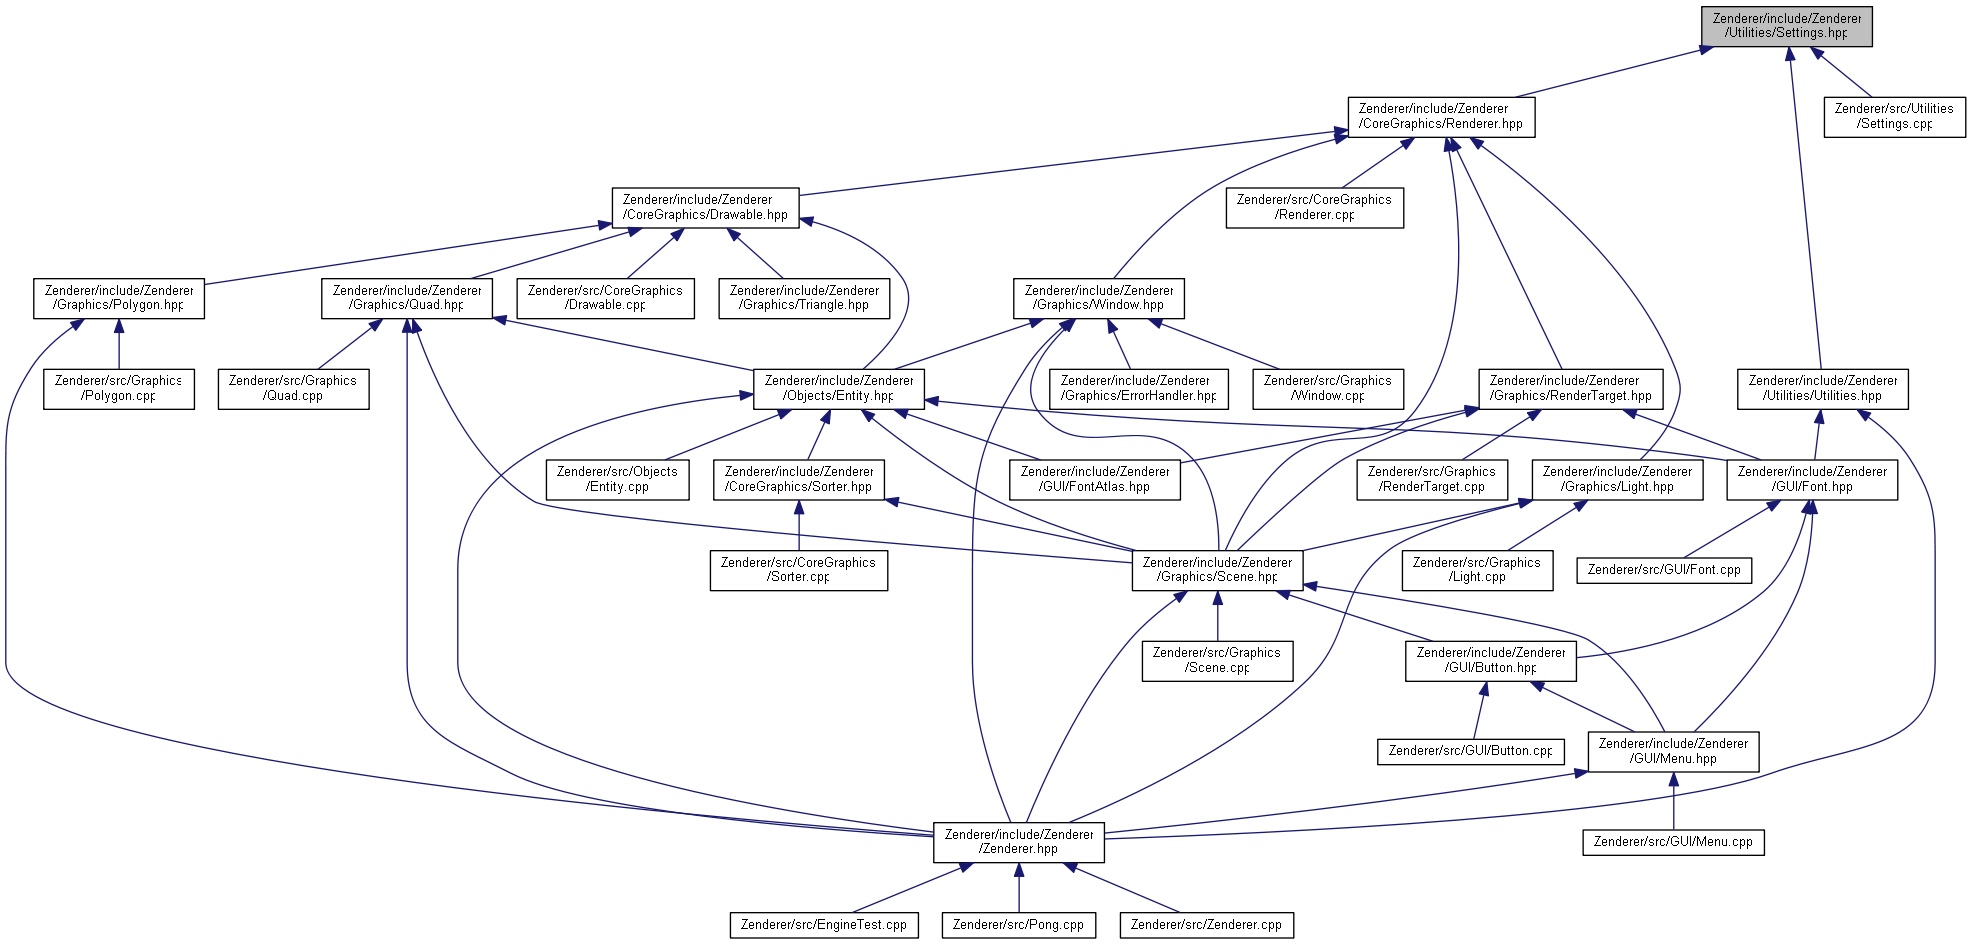 Zenderer/include/Zenderer
/Utilities/Settings.hpp
Zenderer/include/Zenderer
/CoreGraphics/Renderer.hpp
Zenderer/src/Utilities
/Settings.cpp
Zenderer/include/Zenderer
/CoreGraphics/Drawable.hpp
Zenderer/src/CoreGraphics
/Renderer.cpp
Zenderer/include/Zenderer
/Graphics/Polygon.hpp
Zenderer/include/Zenderer
/Graphics/Quad.hpp
Zenderer/src/CoreGraphics
/Drawable.cpp
Zenderer/include/Zenderer
/Graphics/Triangle.hpp
Zenderer/include/Zenderer
/Graphics/Window.hpp
Zenderer/src/Graphics
/Polygon.cpp
Zenderer/src/Graphics
/Quad.cpp
Zenderer/include/Zenderer
/Objects/Entity.hpp
Zenderer/include/Zenderer
/Graphics/ErrorHandler.hpp
Zenderer/src/Graphics
/Window.cpp
Zenderer/include/Zenderer
/Graphics/RenderTarget.hpp
Zenderer/include/Zenderer
/Utilities/Utilities.hpp
Zenderer/src/Objects
/Entity.cpp
Zenderer/include/Zenderer
/CoreGraphics/Sorter.hpp
Zenderer/include/Zenderer
/GUI/FontAtlas.hpp
Zenderer/src/Graphics
/RenderTarget.cpp
Zenderer/include/Zenderer
/Graphics/Light.hpp
Zenderer/include/Zenderer
/GUI/Font.hpp
Zenderer/src/CoreGraphics
/Sorter.cpp
Zenderer/include/Zenderer
/Graphics/Scene.hpp
Zenderer/src/Graphics
/Light.cpp
Zenderer/src/GUI/Font.cpp
Zenderer/src/Graphics
/Scene.cpp
Zenderer/include/Zenderer
/GUI/Button.hpp
Zenderer/src/GUI/Button.cpp
Zenderer/include/Zenderer
/GUI/Menu.hpp
Zenderer/include/Zenderer
/Zenderer.hpp
Zenderer/src/GUI/Menu.cpp
Zenderer/src/EngineTest.cpp
Zenderer/src/Pong.cpp
Zenderer/src/Zenderer.cpp